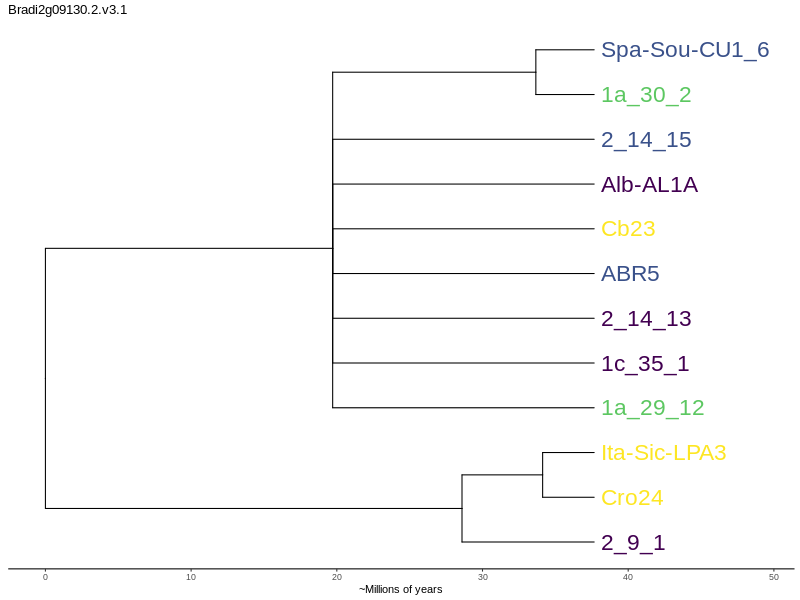 Bradi2g09130.2.v3.1
Spa-Sou-CU1_6
1a_30_2
2_14_15
Alb-AL1A
Cb23
ABR5
2_14_13
1c_35_1
1a_29_12
Ita-Sic-LPA3
Cro24
2_9_1
0 10 20 30 40 50
~Millions of years